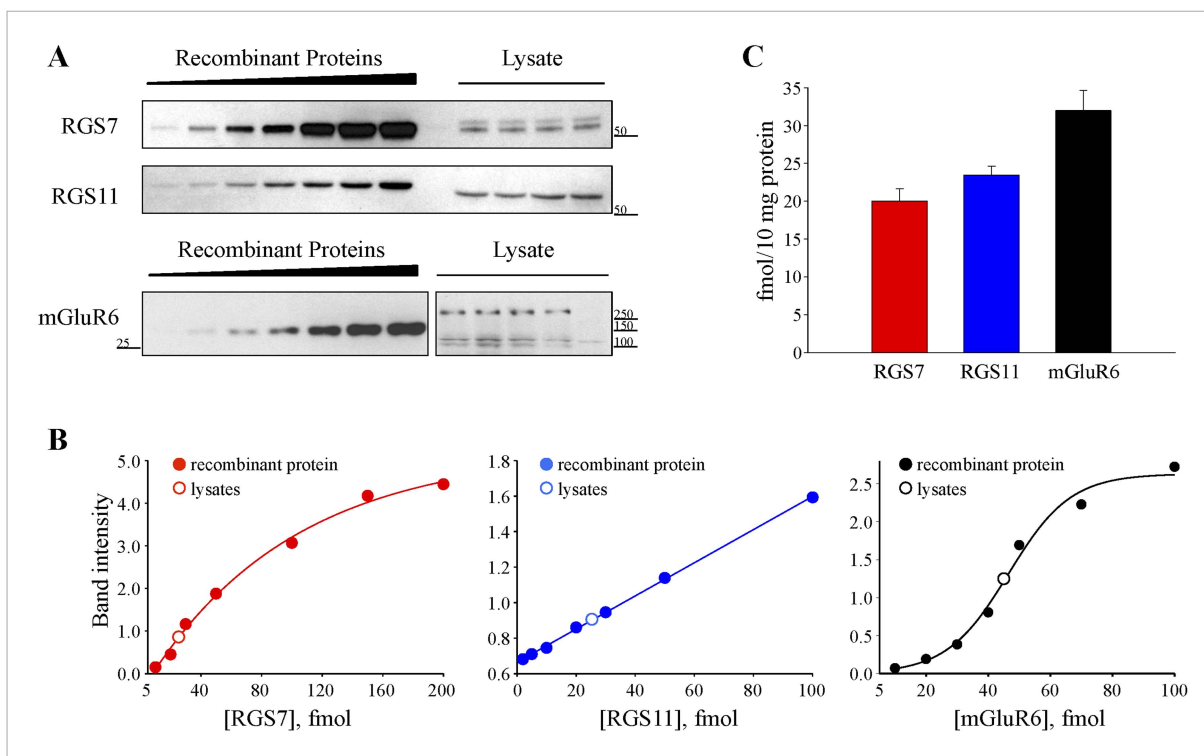 A
Recombinant Proteins
Lysate
RGS7
50
RGS11
50
Recombinant Proteins
Lysate
mGluR6
25
250
150
100
C
fmol/10 mg protein
35
30
25
20
15
10
5
0
RGS7 RGS11 mGluR6
B
Band intensity
recombinant protein
lysates
5.0
4.0
3.0
2.0
1.0
0.0
5 40 80 120 160 200
[RGS7], fmol
recombinant protein
lysates
1.8
1.6
1.4
1.2
1.0
0.8
0.6
0 20 40 60 80 100
[RGS11], fmol
recombinant protein
lysates
2.5
2.0
1.5
1.0
0.5
0.0
5 20 40 60 80 100
[mGluR6], fmol